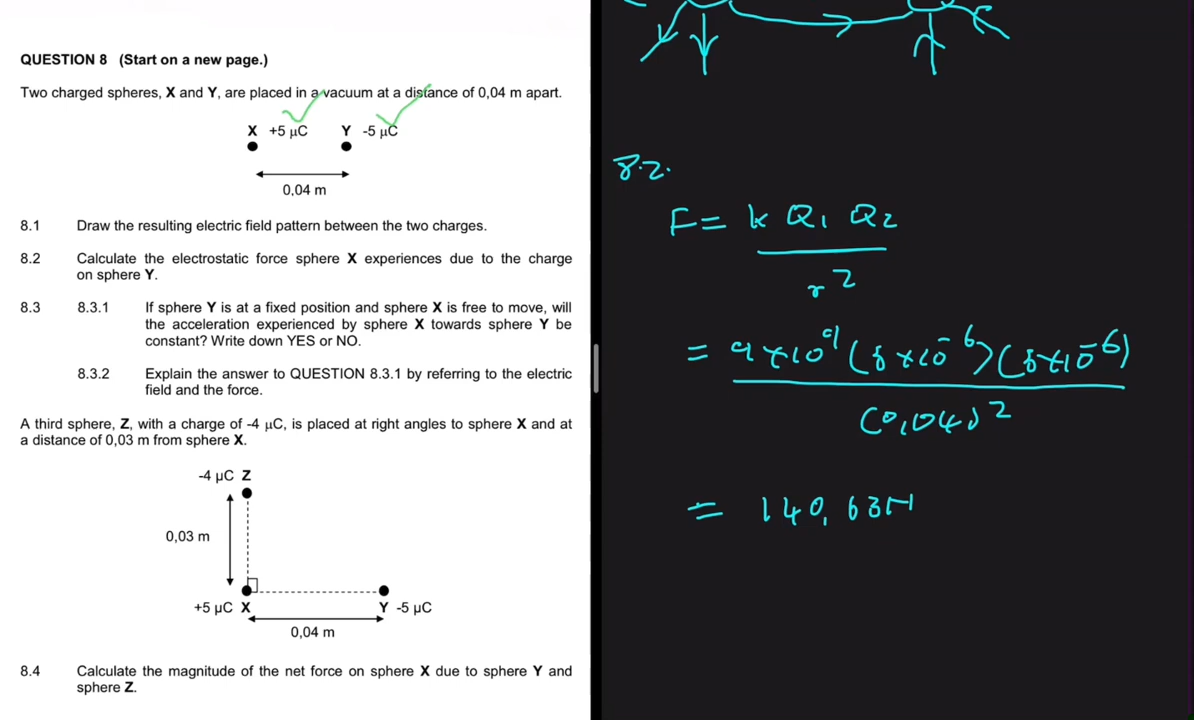 QUESTION 8 (Start on a new page.)
Two charged spheres, X and Y, are placed in a vacuum at a distance of 0,04 m apart.
X +5 µC Y -5 µC
0,04 m
8.1 Draw the resulting electric field pattern between the two charges.
8.2 Calculate the electrostatic force sphere X experiences due to the charge
on sphere Y.
8.3 8.3.1 If sphere Y is at a fixed position and sphere X is free to move, will
the acceleration experienced by sphere X towards sphere Y be
constant? Write down YES or NO.
8.3.2 Explain the answer to QUESTION 8.3.1 by referring to the electric
field and the force.
A third sphere, Z, with a charge of -4 µC, is placed at right angles to sphere X and at
a distance of 0,03 m from sphere X.
-4 µC Z
0,03 m
+5 µC X Y -5 µC
0,04 m
8.4 Calculate the magnitude of the net force on sphere X due to sphere Y and
sphere Z.
8.2.
F = k Q1 Q2
r²
= 9×10⁹ (5×10⁻⁶)(5×10⁻⁶)
(0,04)²
= 140,63N